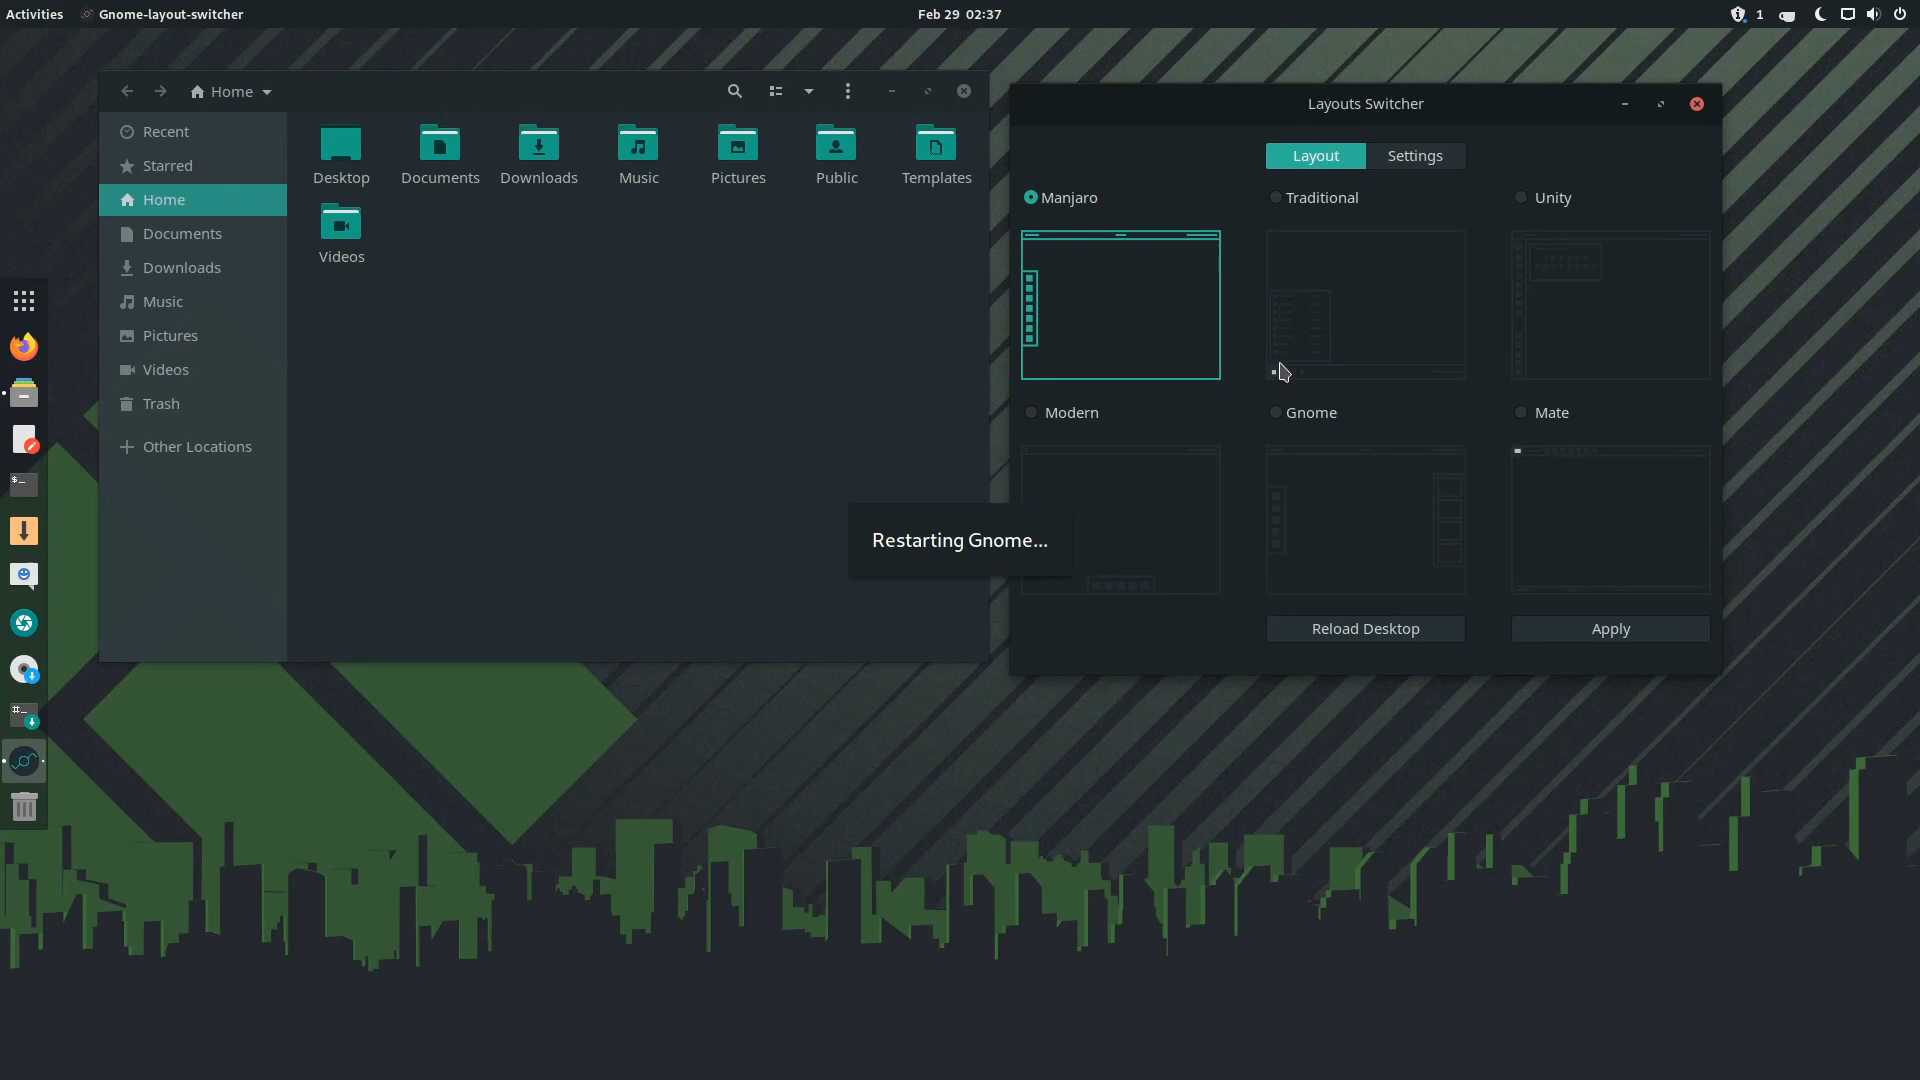 Activities
Gnome-layout-switcher
Feb 29 02:37
1
Home
Recent
Starred
Home
Documents
Downloads
Music
Pictures
Videos
Trash
Other Locations
Desktop
Documents
Downloads
Music
Pictures
Public
Templates
Videos
Layouts Switcher
Layout
Settings
Manjaro
Traditional
Unity
Modern
Gnome
Mate
Restarting Gnome...
Reload Desktop
Apply